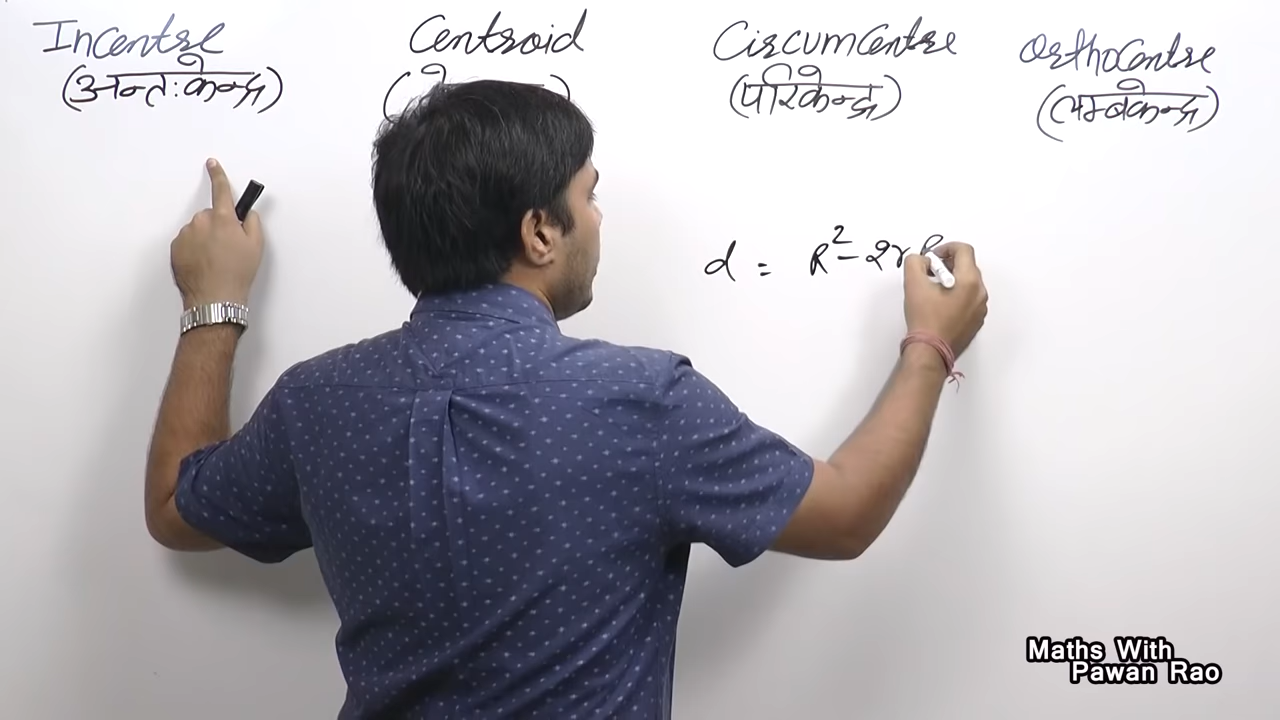 Incentre
(अन्तःकेन्द्र)
Centroid
Circumcentre
(परिकेन्द्र)
Orthocentre
(लम्बकेन्द्र)
d = R² - 2rR
Maths With
Pawan Rao